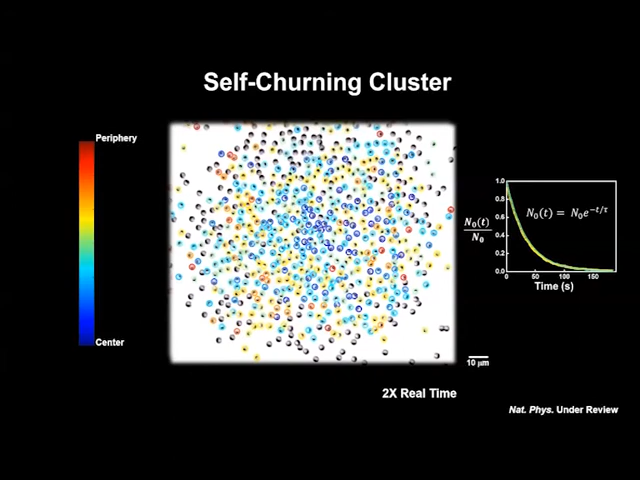 Self-Churning Cluster
Periphery
Center
N₀(t)
N₀
1.0
0.8
0.6
0.4
0.2
0.0
N₀(t) = N₀e^−t/τ
0 50 100 150
Time (s)
10 μm
2X Real Time
Nat. Phys. Under Review